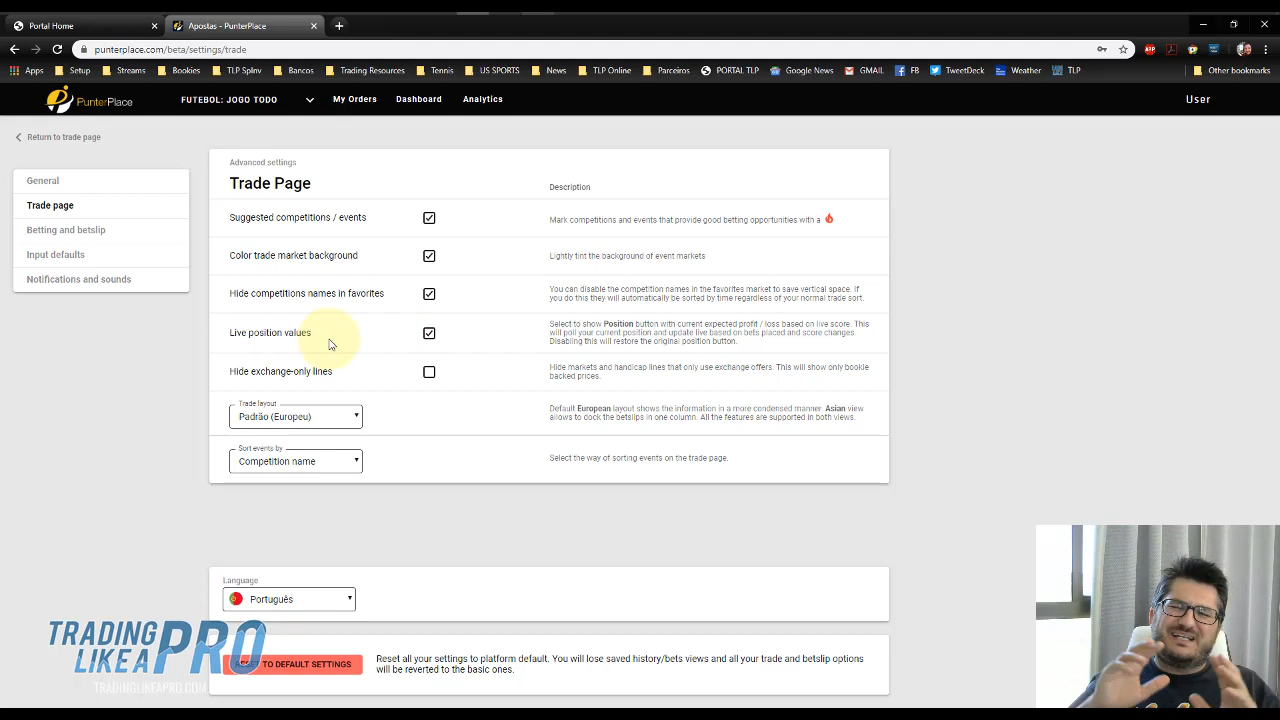 Portal Home
Apostas - PunterPlace
punterplace.com/beta/settings/trade
Apps Setup Streams Bookies TLP SpInv Bancos Trading Resources Tennis US SPORTS News TLP Online Parceiros PORTAL TLP Google News GMAIL FB TweetDeck Weather TLP Other bookmarks
PunterPlace FUTEBOL: JOGO TODO My Orders Dashboard Analytics User
Return to trade page
General
Trade page
Betting and betslip
Input defaults
Notifications and sounds
Advanced settings
Trade Page Description
Suggested competitions / events Mark competitions and events that provide good betting opportunities with a
Color trade market background Lightly tint the background of event markets
Hide competitions names in favorites
You can disable the competition names in the favorites market to save vertical space. If
you do this they will automatically be sorted by time regardless of your normal trade sort.
Live position values
Select to show Position button with current expected profit / loss based on live score. This
will poll your current position and update live based on bets placed and score changes.
Disabling this will restore the original position button.
Hide exchange-only lines
Hide markets and handicap lines that only use exchange offers. This will show only bookie
backed prices.
Trade layout
Padrão (Europeu)
Default European layout shows the information in a more condensed manner. Asian view
allows to dock the betslips in one column. All the features are supported in both views.
Sort events by
Competition name
Select the way of sorting events on the trade page.
Language
Português
RESET TO DEFAULT SETTINGS
Reset all your settings to platform default. You will lose saved history/bets views and all your trade and betslip options
will be reverted to the basic ones.
TRADING
LIKEA PRO
TRADINGLIKEAPRO.COM